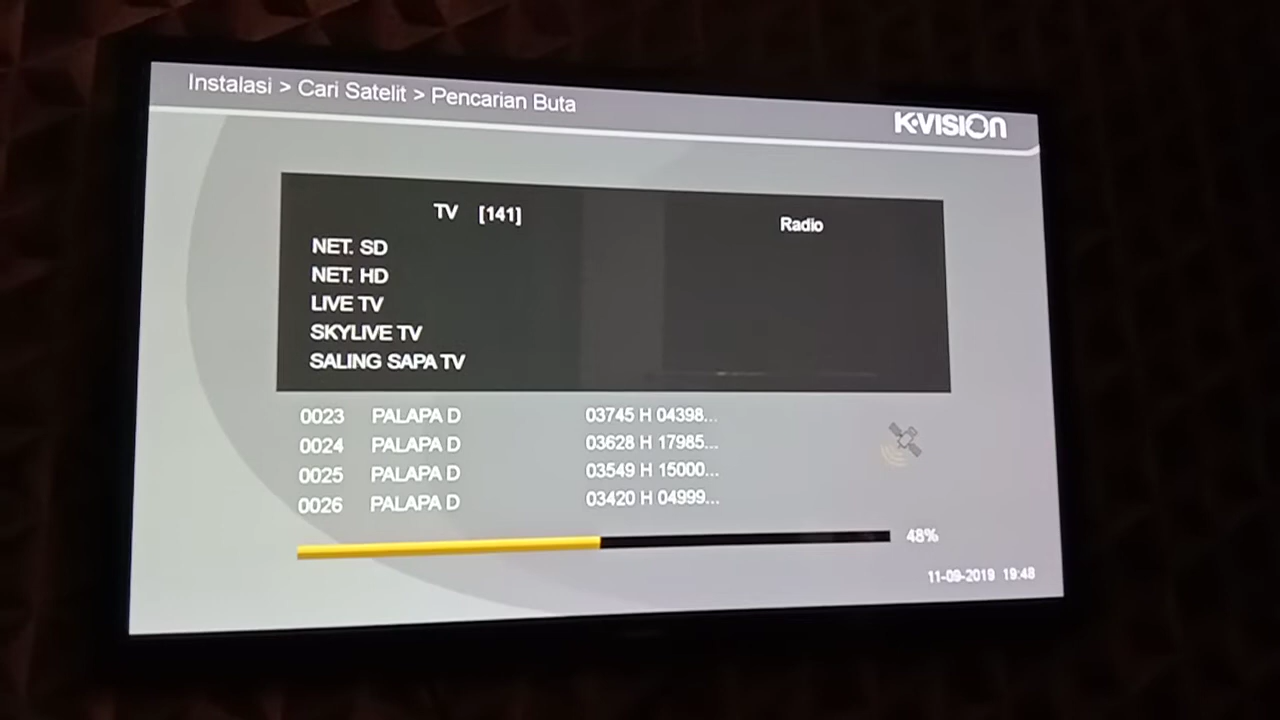 Instalasi > Cari Satelit > Pencarian Buta
K-VISION
TV [141]
Radio
NET. SD
NET. HD
LIVE TV
SKYLIVE TV
SALING SAPA TV
0023 PALAPA D 03745 H 04398...
0024 PALAPA D 03628 H 17985...
0025 PALAPA D 03549 H 15000...
0026 PALAPA D 03420 H 04999...
48%
11-09-2019 19:48